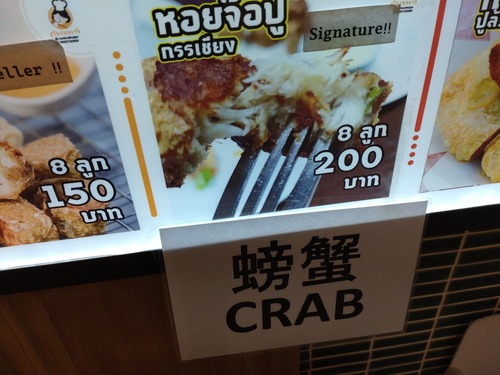 หอยจ๊อปู
กรรเชียง
Signature!!
eller !!
8 ลูก
150
บาท
8 ลูก
200
บาท
螃蟹
CRAB